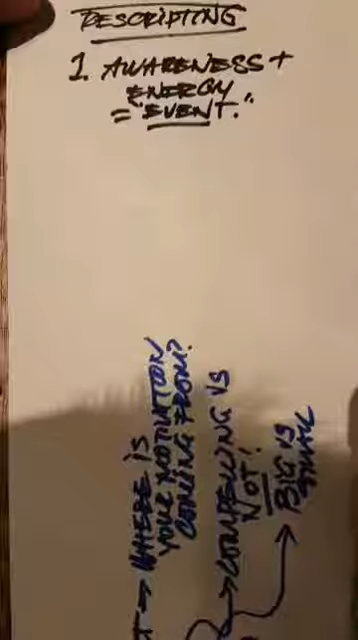 DESCRIPTING
1. AWARENESS +
ENERGY
= "EVENT."
WHERE IS
YOUR MOTIVATION
COMING FROM?
COMPELLING VS
NOT!
BIG VS
SMALL